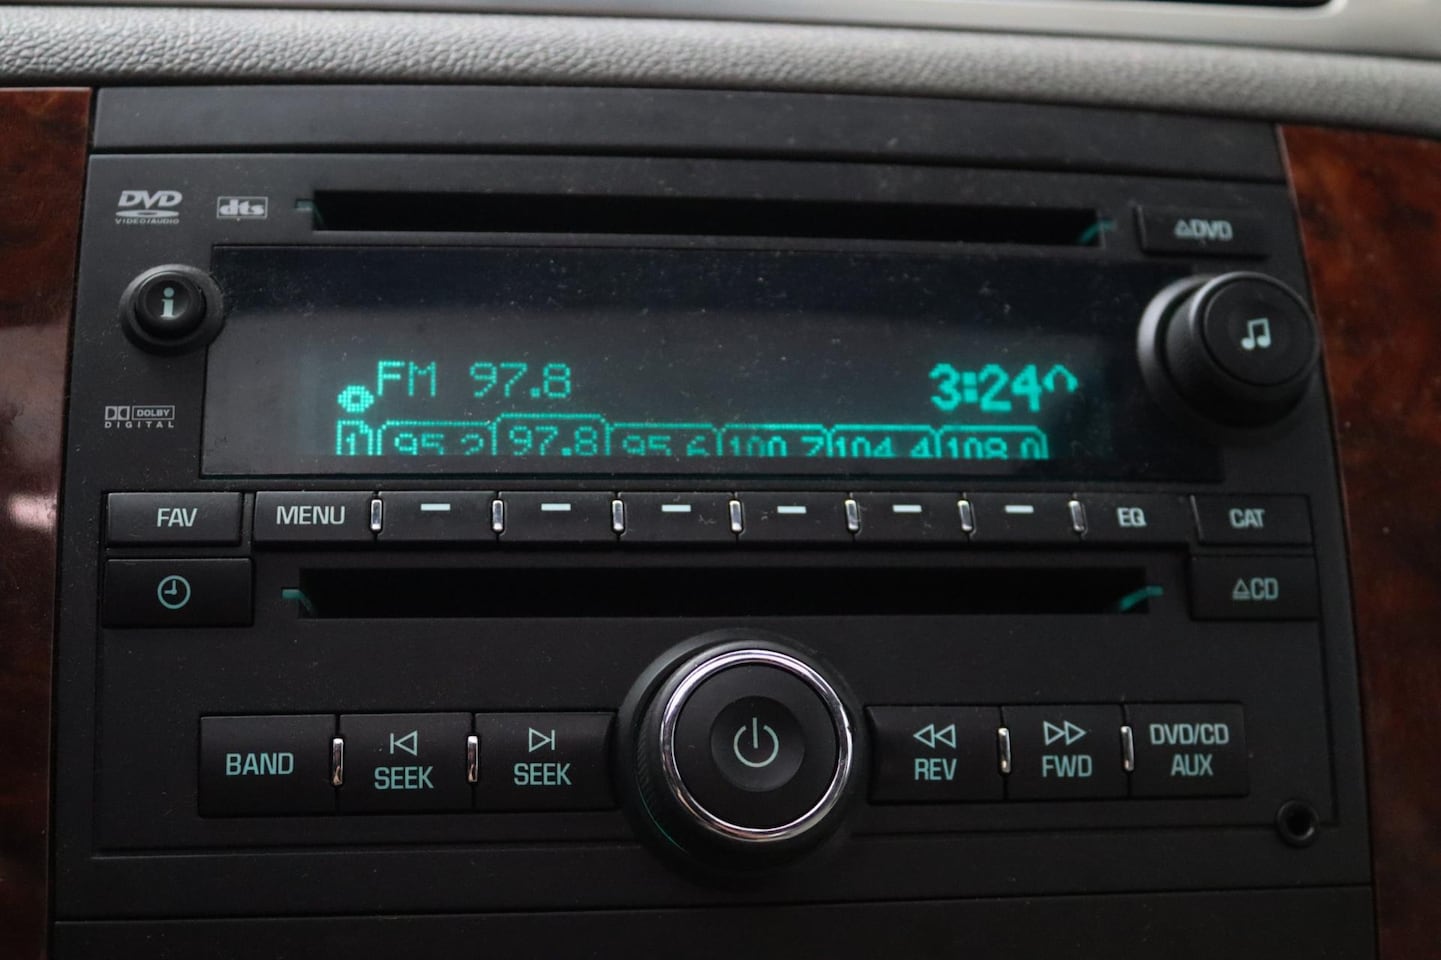 DVD
VIDEO/AUDIO
dts
DVD
i
FM 97.8
3:24
DOLBY
DIGITAL
1 95.2 97.8 95.6 100.7 104.4 108.0
FAV
MENU
EQ
CAT
CD
BAND
SEEK
SEEK
REV
FWD
DVD/CD
AUX